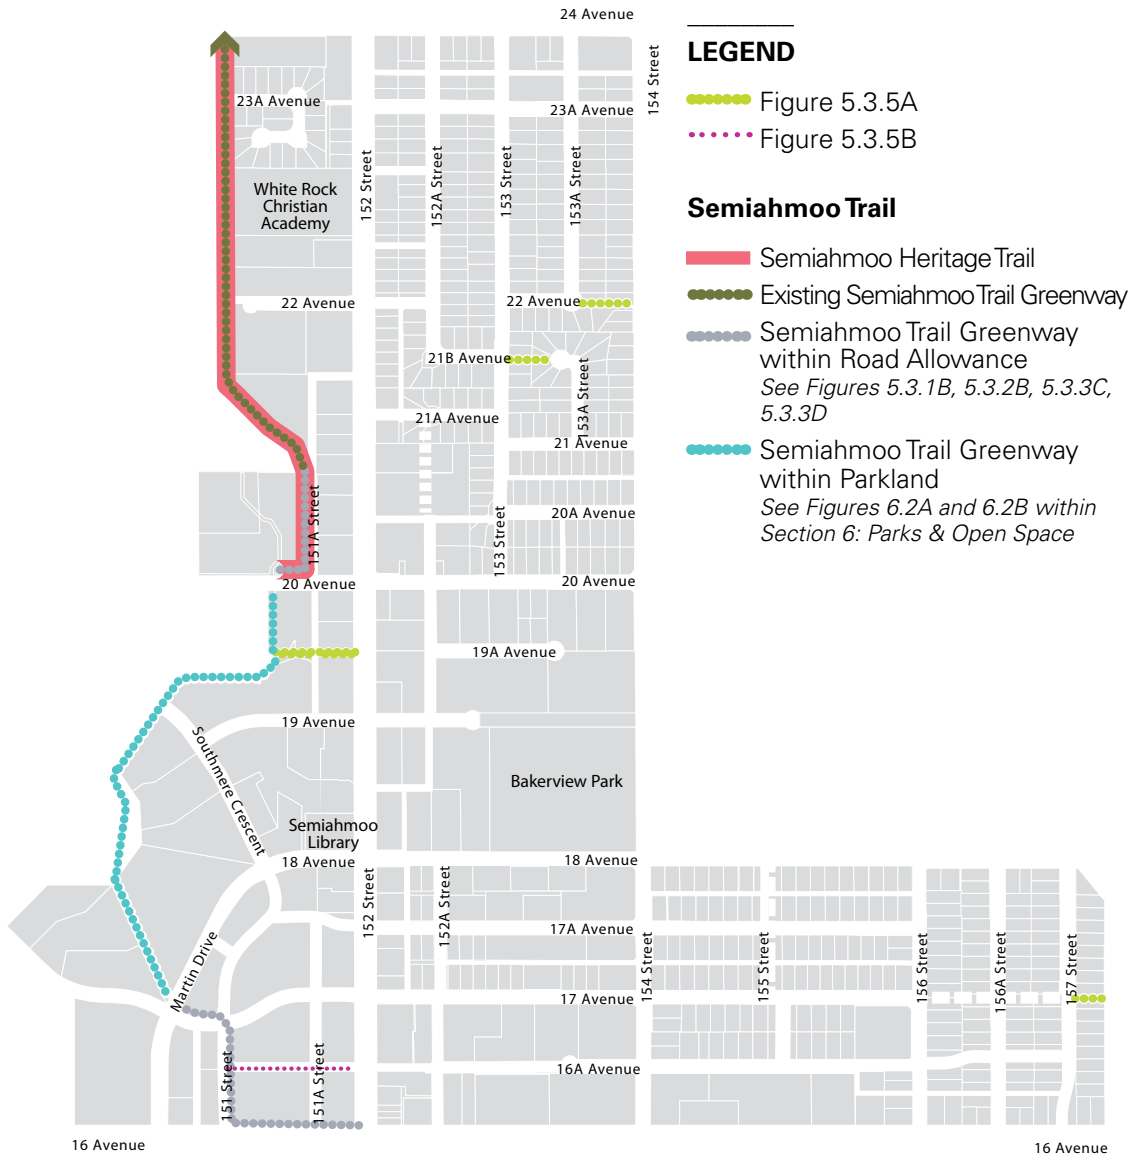 24 Avenue
154 Street
23A Avenue
23A Avenue
White Rock
Christian
Academy
152 Street
152A Street
153 Street
153A Street
22 Avenue
22 Avenue
21B Avenue
153A Street
21A Avenue
21 Avenue
151A Street
153 Street
20A Avenue
20 Avenue
20 Avenue
19A Avenue
19 Avenue
Southmere Crescent
Bakerview Park
Semiahmoo
Library
18 Avenue
18 Avenue
152 Street
152A Street
17A Avenue
Martin Drive
154 Street
155 Street
156 Street
156A Street
157 Street
17 Avenue
151 Street
151A Street
16A Avenue
16 Avenue
16 Avenue
LEGEND
Figure 5.3.5A
Figure 5.3.5B
Semiahmoo Trail
Semiahmoo Heritage Trail
Existing Semiahmoo Trail Greenway
Semiahmoo Trail Greenway
within Road Allowance
See Figures 5.3.1B, 5.3.2B, 5.3.3C,
5.3.3D
Semiahmoo Trail Greenway
within Parkland
See Figures 6.2A and 6.2B within
Section 6: Parks & Open Space